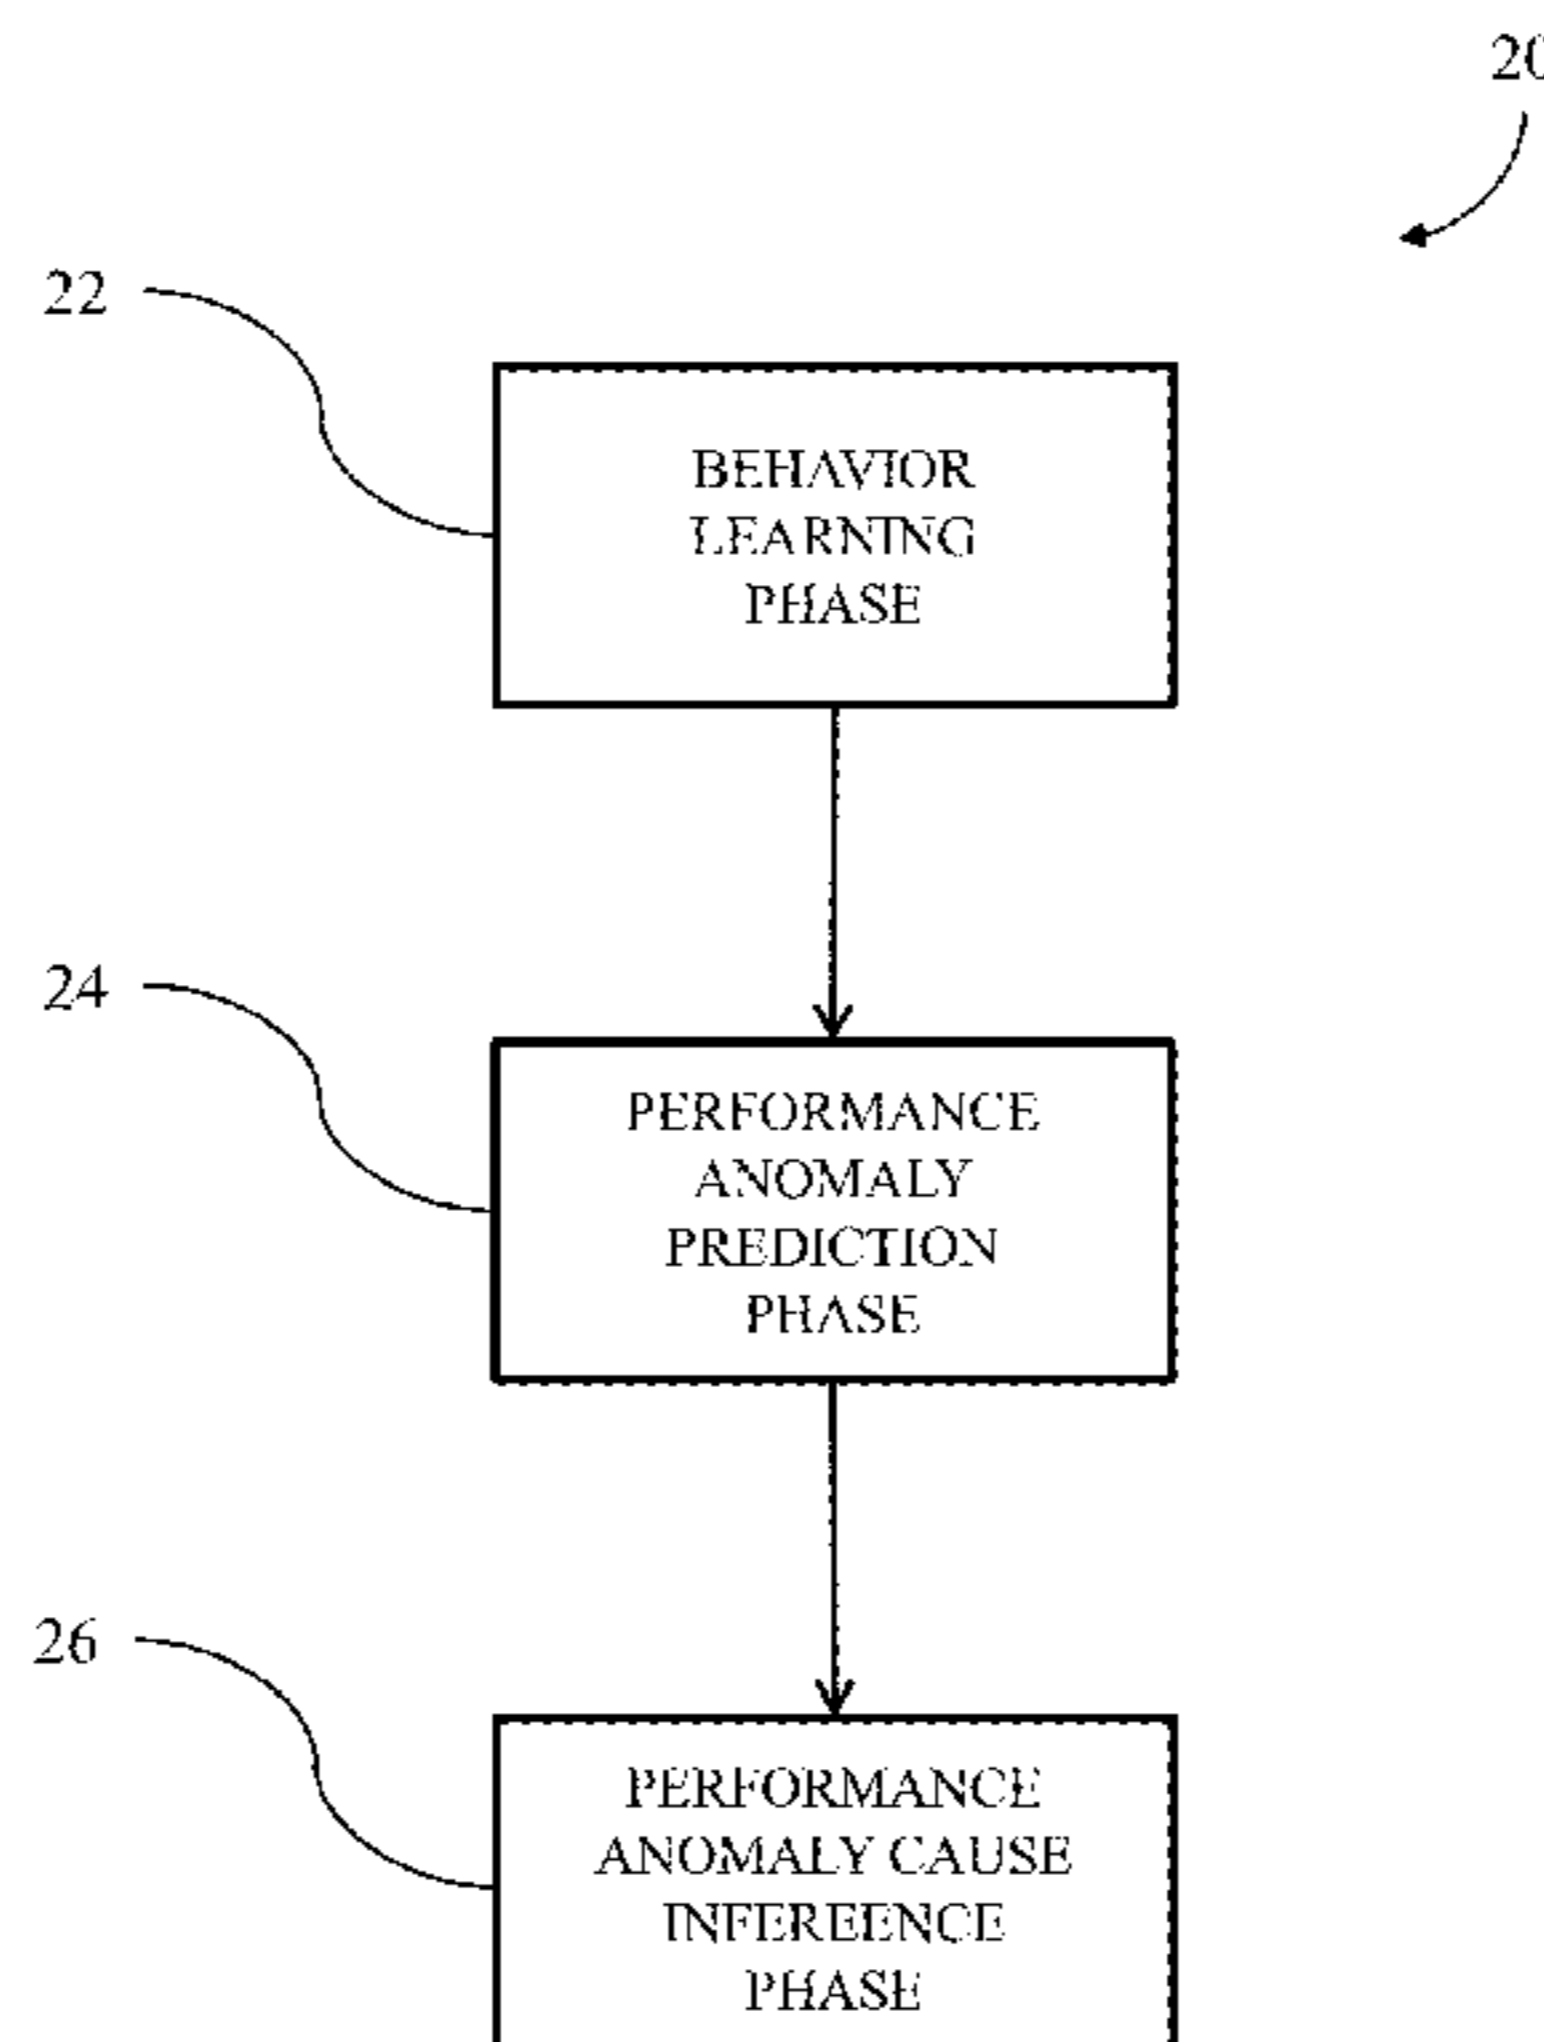 20
22
BEHAVIOR
LEARNING
PHASE
24
PERFORMANCE
ANOMALY
PREDICTION
PHASE
26
PERFORMANCE
ANOMALY CAUSE
INFEREENCE
PHASE